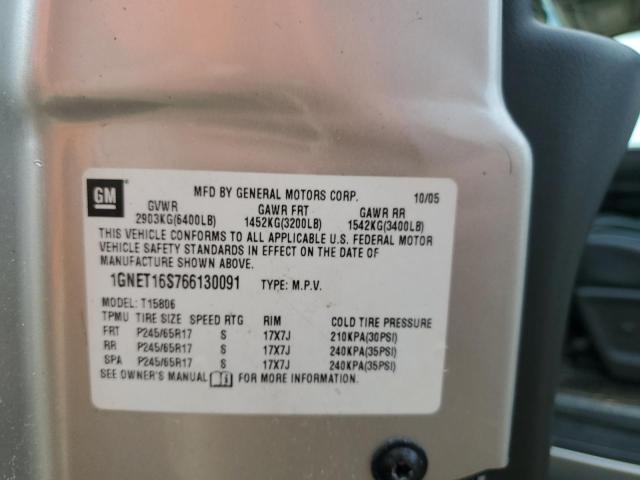 GM MFD BY GENERAL MOTORS CORP. 10/05
GVWR GAWR FRT GAWR RR
2903KG(6400LB) 1452KG(3200LB) 1542KG(3400LB)
THIS VEHICLE CONFORMS TO ALL APPLICABLE U.S. FEDERAL MOTOR
VEHICLE SAFETY STANDARDS IN EFFECT ON THE DATE OF
MANUFACTURE SHOWN ABOVE.
1GNET16S766130091 TYPE: M.P.V.
MODEL: T15806
TPMU TIRE SIZE SPEED RTG RIM COLD TIRE PRESSURE
FRT P245/65R17 S 17X7J 210KPA(30PSI)
RR P245/65R17 S 17X7J 240KPA(35PSI)
SPA P245/65R17 S 17X7J 240KPA(35PSI)
SEE OWNER'S MANUAL FOR MORE INFORMATION.